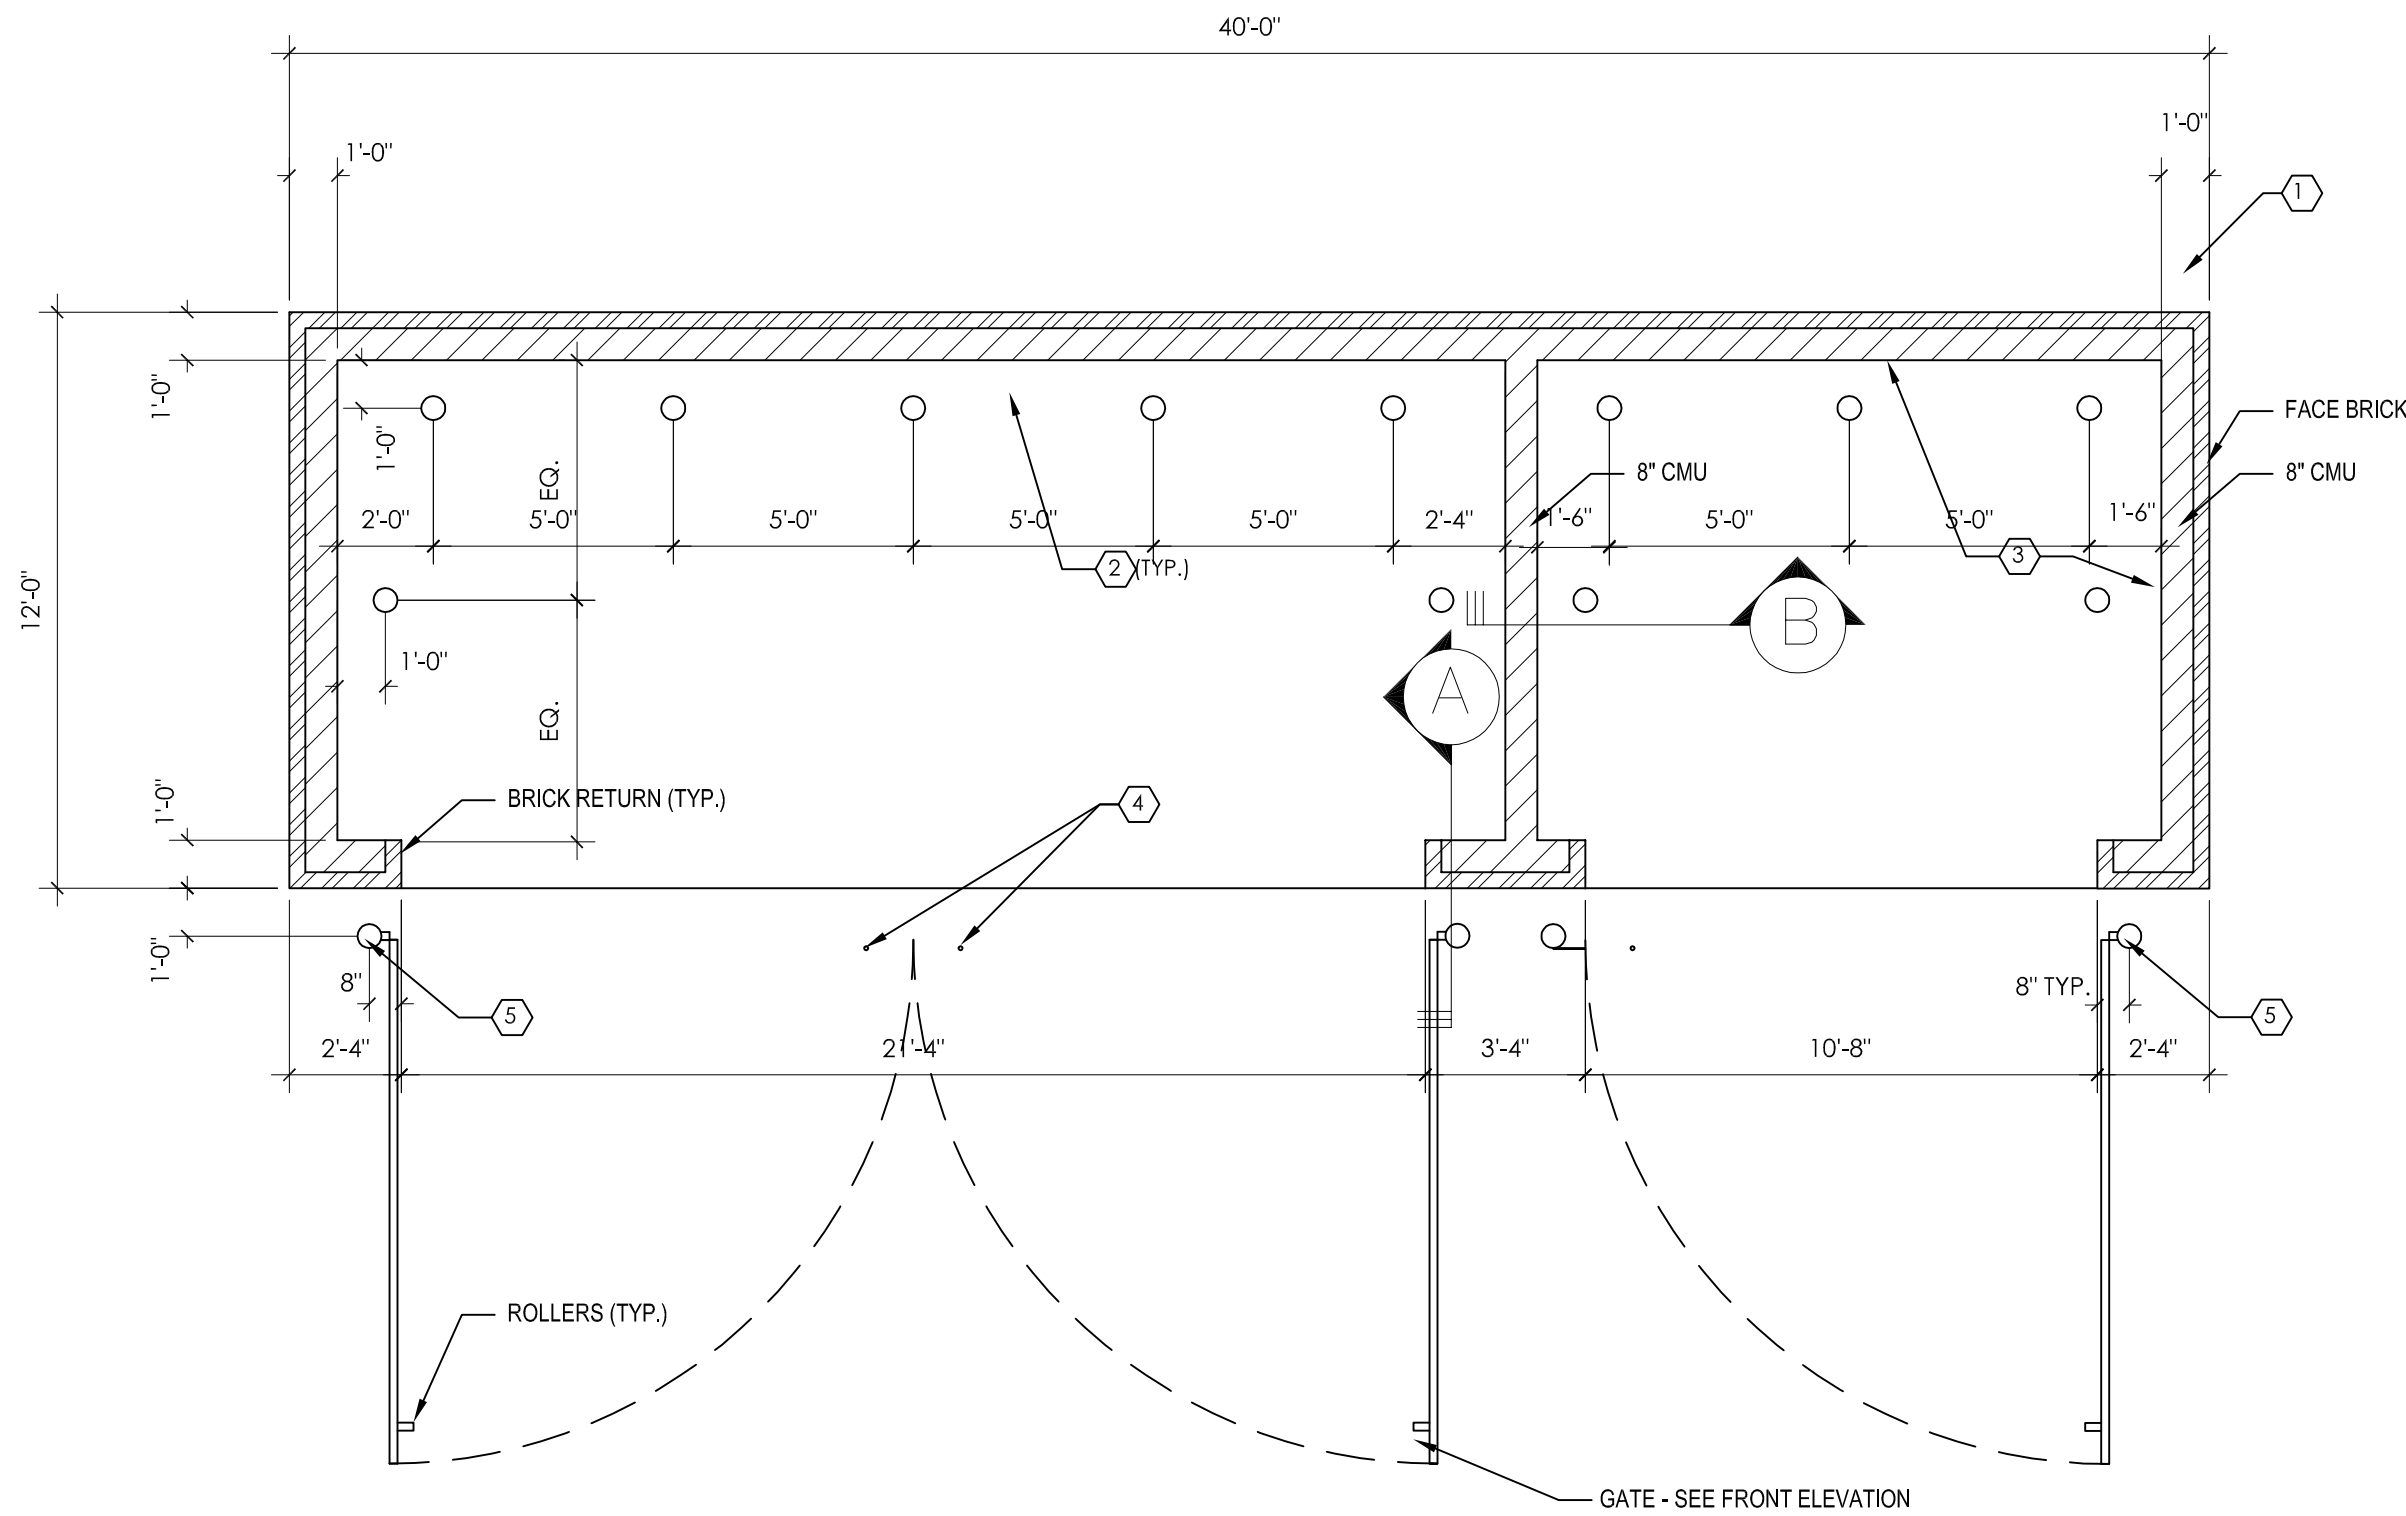 40'-0"
1'-0"
1'-0"
1
1'-0"
FACE BRICK
1'-0"
EQ.
8" CMU
8" CMU
2'-0"
5'-0"
5'-0"
5'-0"
5'-0"
2'-4"
1'-6"
5'-0"
5'-0"
1'-6"
2 (TYP.)
3
12'-0"
B
1'-0"
A
EQ.
1'-0"
BRICK RETURN (TYP.)
4
1'-0"
8"
5
8" TYP.
5
2'-4"
21'-4"
3'-4"
10'-8"
2'-4"
ROLLERS (TYP.)
GATE - SEE FRONT ELEVATION